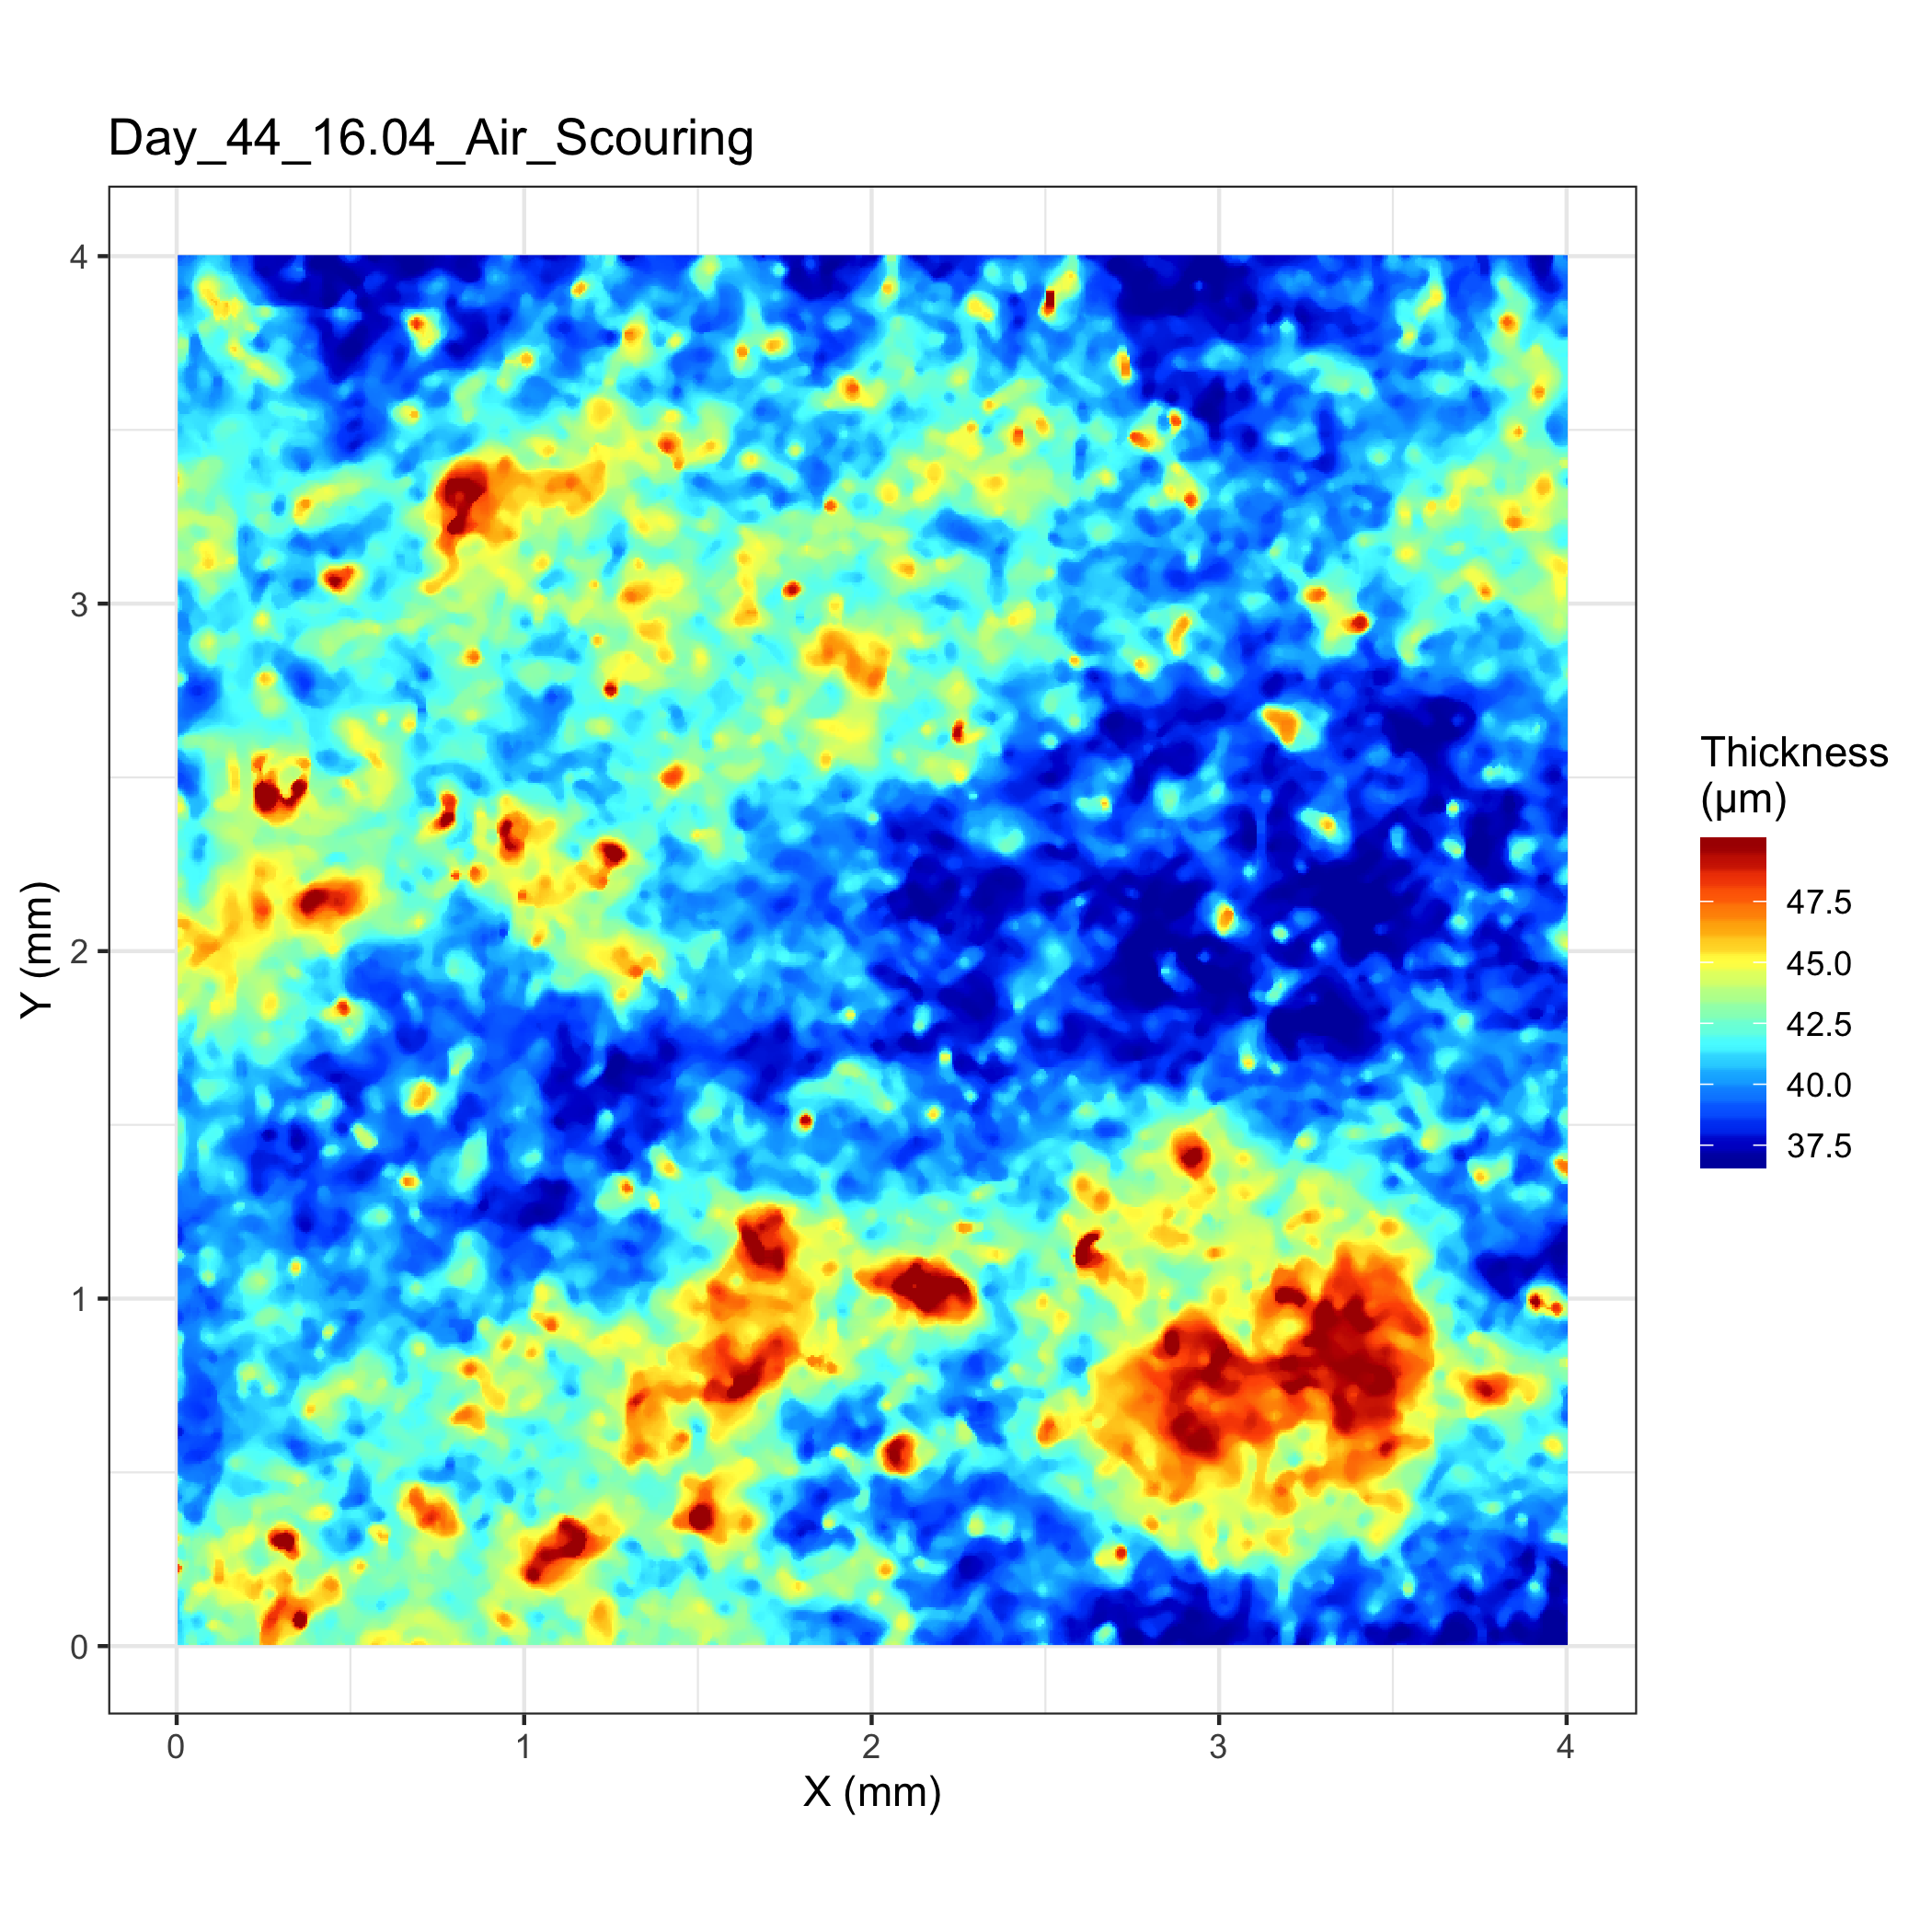 Day_44_16.04_Air_Scouring
4
3
2
1
0
Y (mm)
0 1 2 3 4
X (mm)
Thickness
(μm)
47.5
45.0
42.5
40.0
37.5